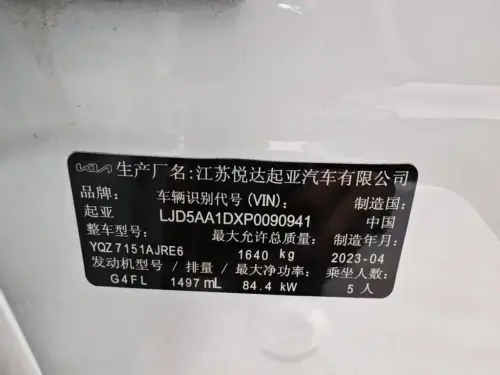 KIA 生产厂名:江苏悦达起亚汽车有限公司
品牌: 车辆识别代号(VIN): 制造国:
起亚 LJD5AA1DXP0090941 中国
整车型号: 最大允许总质量: 制造年月:
YQZ7151AJRE6 1640 kg 2023-04
发动机型号/排量/最大净功率: 乘坐人数:
G4FL 1497mL 84.4 kW 5人